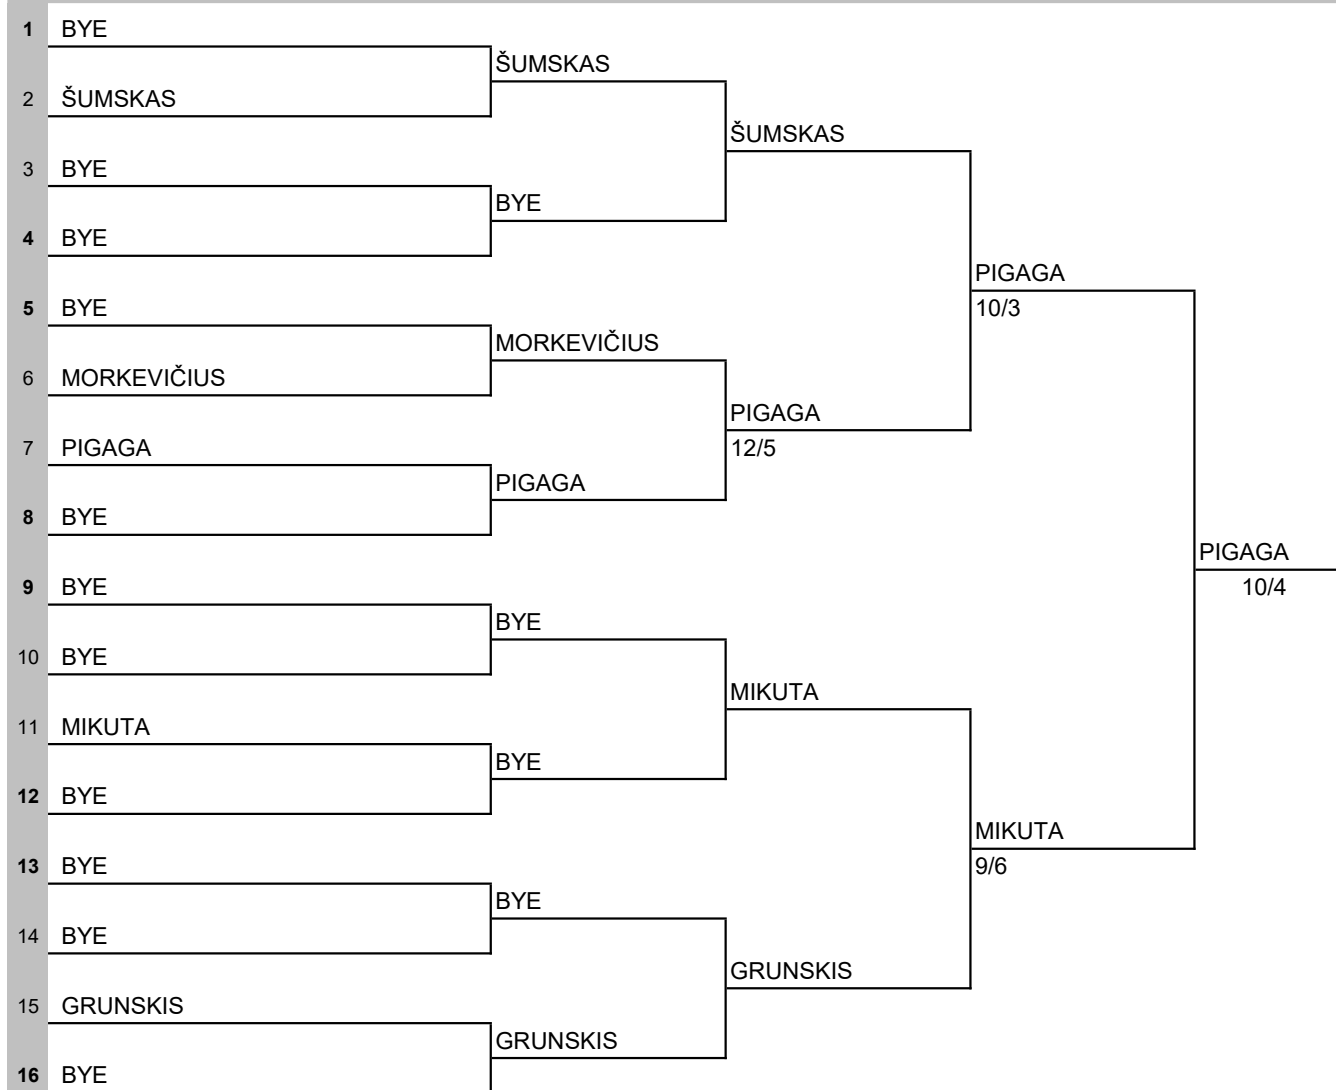 1 BYE
ŠUMSKAS
2 ŠUMSKAS
ŠUMSKAS
3 BYE
BYE
4 BYE
PIGAGA
5 BYE
10/3
MORKEVIČIUS
6 MORKEVIČIUS
PIGAGA
7 PIGAGA
12/5
PIGAGA
8 BYE
PIGAGA
9 BYE
10/4
BYE
10 BYE
MIKUTA
11 MIKUTA
BYE
12 BYE
MIKUTA
13 BYE
9/6
BYE
14 BYE
GRUNSKIS
15 GRUNSKIS
GRUNSKIS
16 BYE